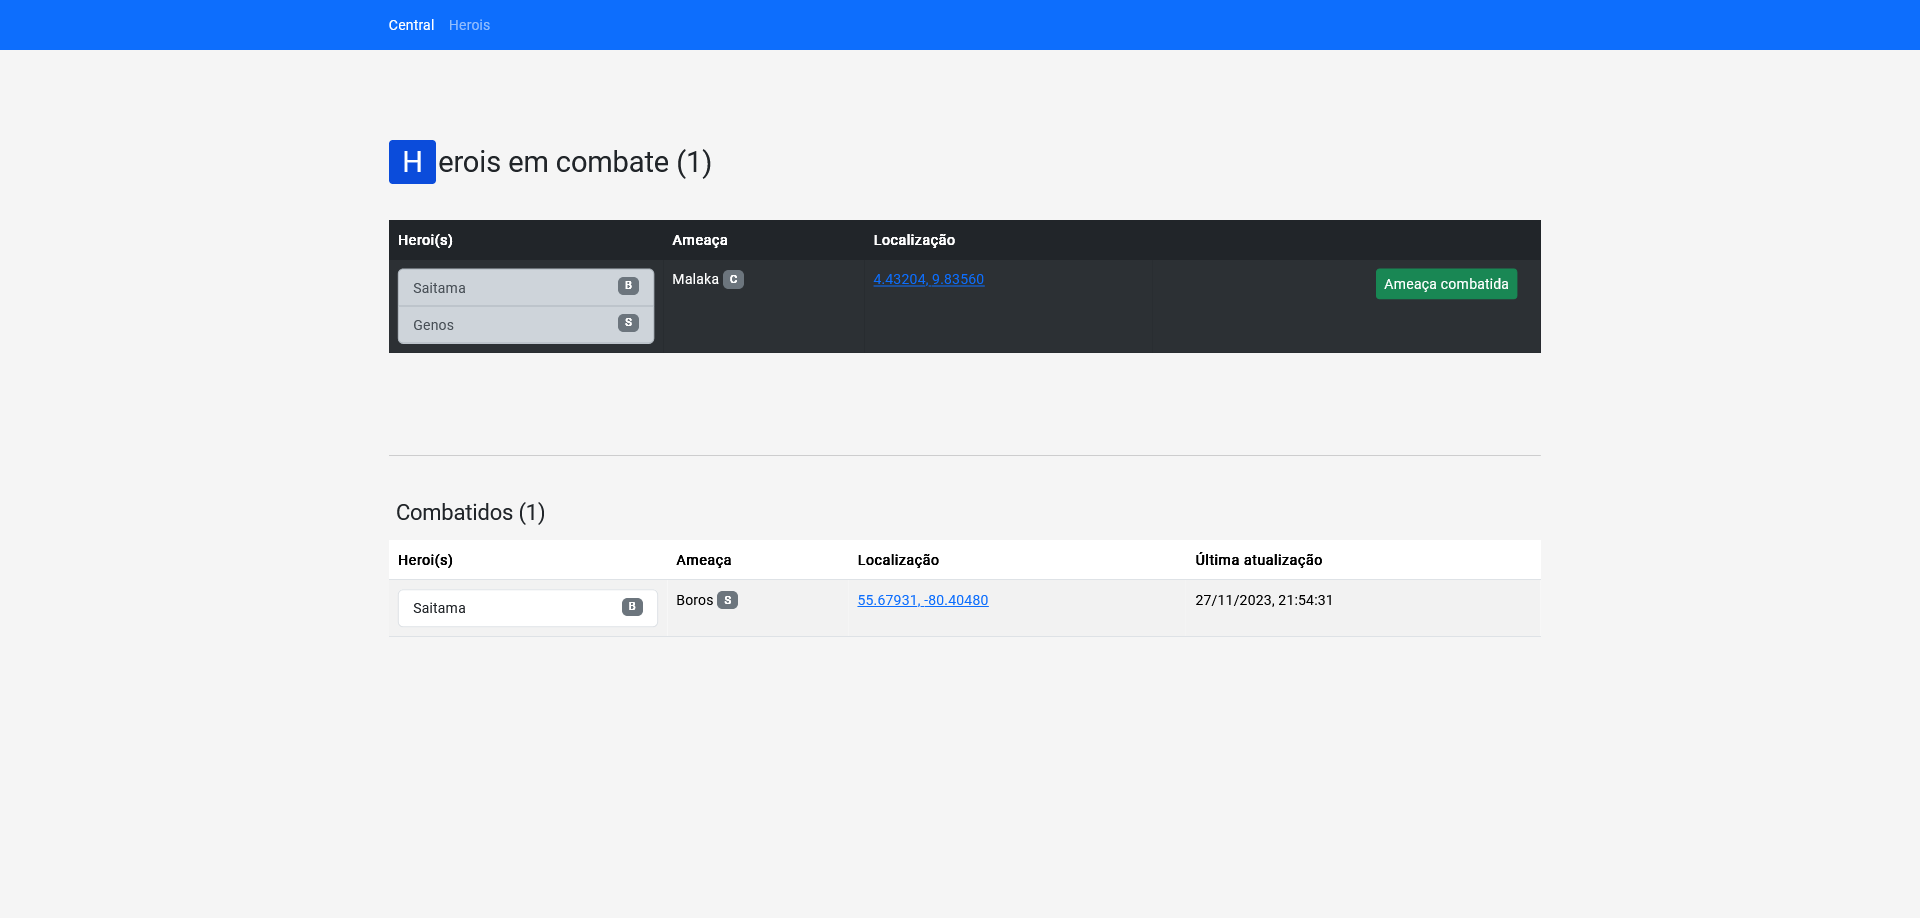 Central Herois
Herois em combate (1)
Heroi(s) Ameaça Localização
Saitama B Malaka C 4.43204, 9.83560 Ameaça combatida
Genos S
Combatidos (1)
Heroi(s) Ameaça Localização Última atualização
Saitama B Boros S 55.67931, -80.40480 27/11/2023, 21:54:31